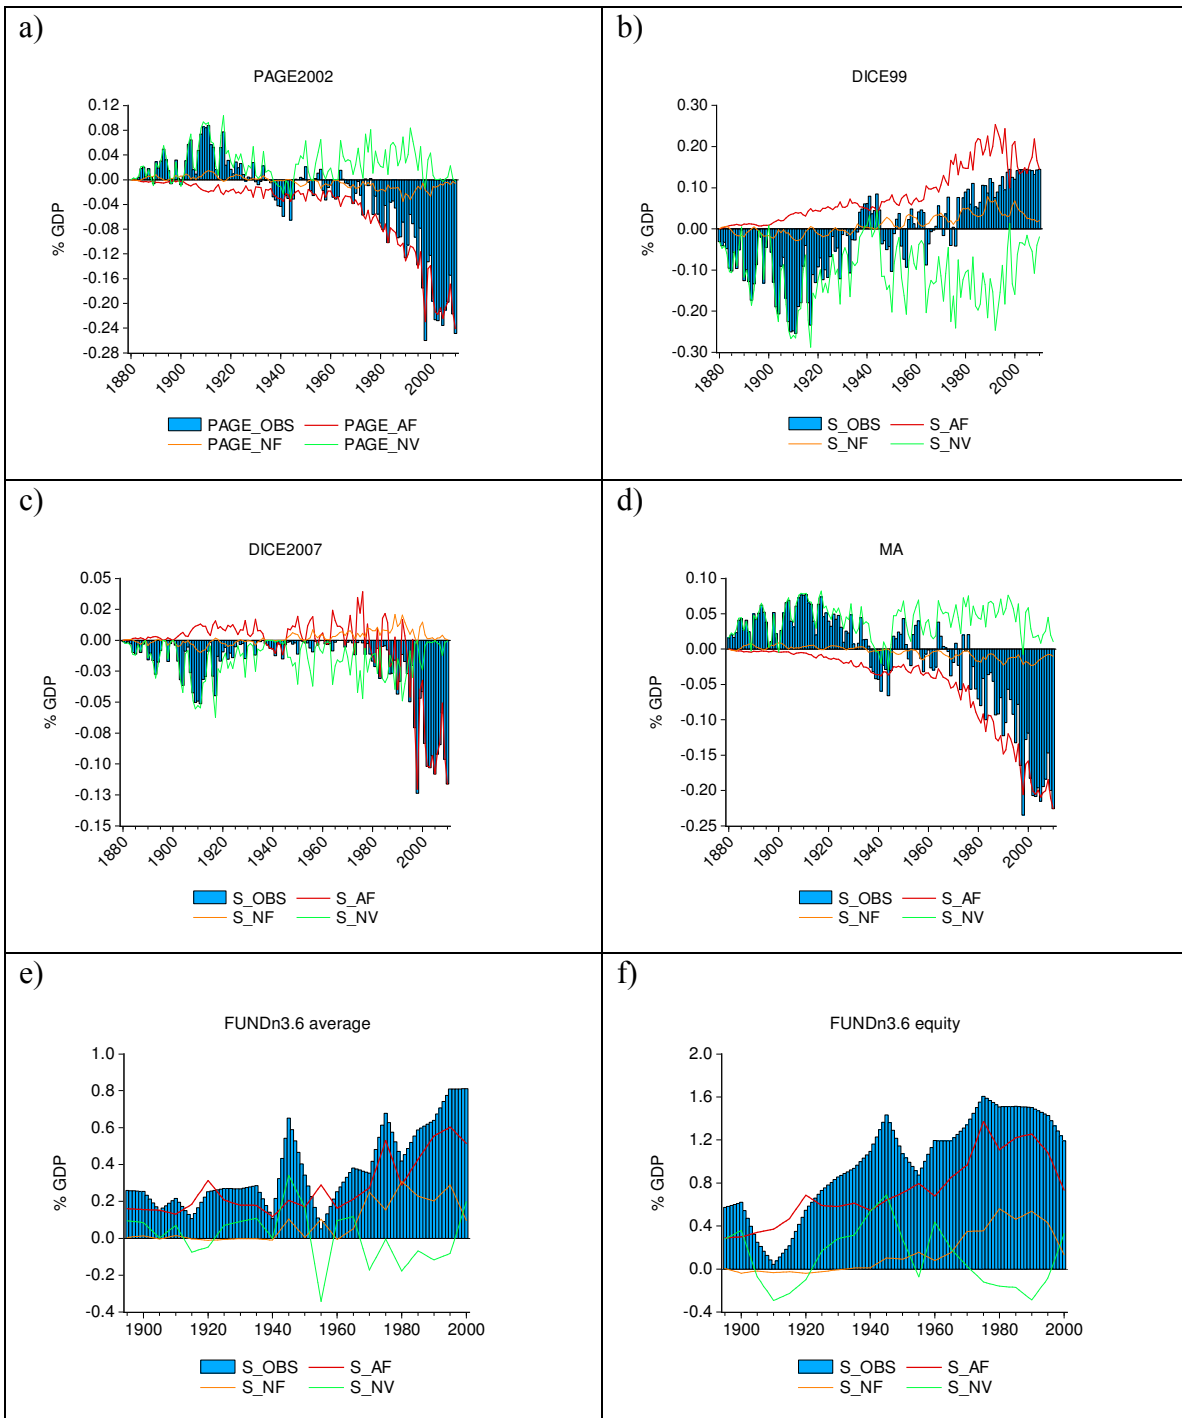 a)
PAGE2002
0.12
0.08
0.04
0.00
-0.04
-0.08
-0.12
-0.16
-0.20
-0.24
-0.28
% GDP
1880 1900 1920 1940 1960 1980 2000
PAGE_OBS PAGE_AF
PAGE_NF PAGE_NV
b)
DICE99
0.30
0.20
0.10
0.00
-0.10
-0.20
-0.30
% GDP
1880 1900 1920 1940 1960 1980 2000
S_OBS S_AF
S_NF S_NV
c)
DICE2007
0.05
0.02
0.00
-0.03
-0.05
-0.08
-0.10
-0.13
-0.15
% GDP
1880 1900 1920 1940 1960 1980 2000
S_OBS S_AF
S_NF S_NV
d)
MA
0.10
0.05
0.00
-0.05
-0.10
-0.15
-0.20
-0.25
% GDP
1880 1900 1920 1940 1960 1980 2000
S_OBS S_AF
S_NF S_NV
e)
FUNDn3.6 average
1.0
0.8
0.6
0.4
0.2
0.0
-0.2
-0.4
% GDP
1900 1920 1940 1960 1980 2000
S_OBS S_AF
S_NF S_NV
f)
FUNDn3.6 equity
2.0
1.6
1.2
0.8
0.4
0.0
-0.4
% GDP
1900 1920 1940 1960 1980 2000
S_OBS S_AF
S_NF S_NV